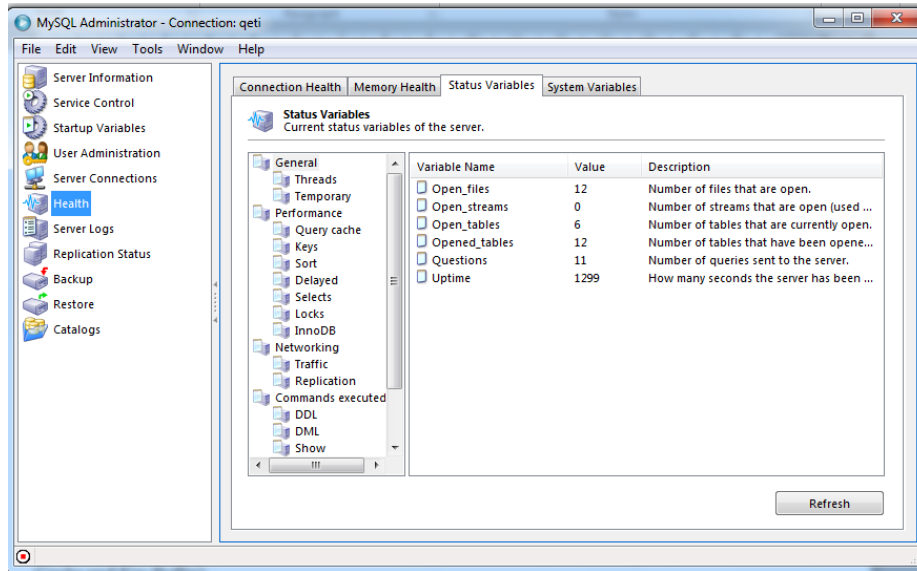 MySQL Administrator - Connection: qeti
File Edit View Tools Window Help
Server Information
Service Control
Startup Variables
User Administration
Server Connections
Health
Server Logs
Replication Status
Backup
Restore
Catalogs
Connection Health Memory Health Status Variables System Variables
Status Variables
Current status variables of the server.
General
Threads
Temporary
Performance
Query cache
Keys
Sort
Delayed
Selects
Locks
InnoDB
Networking
Traffic
Replication
Commands executed
DDL
DML
Show
Variable Name Value Description
Open_files 12 Number of files that are open.
Open_streams 0 Number of streams that are open (used ...
Open_tables 6 Number of tables that are currently open.
Opened_tables 12 Number of tables that have been opene...
Questions 11 Number of queries sent to the server.
Uptime 1299 How many seconds the server has been ...
Refresh